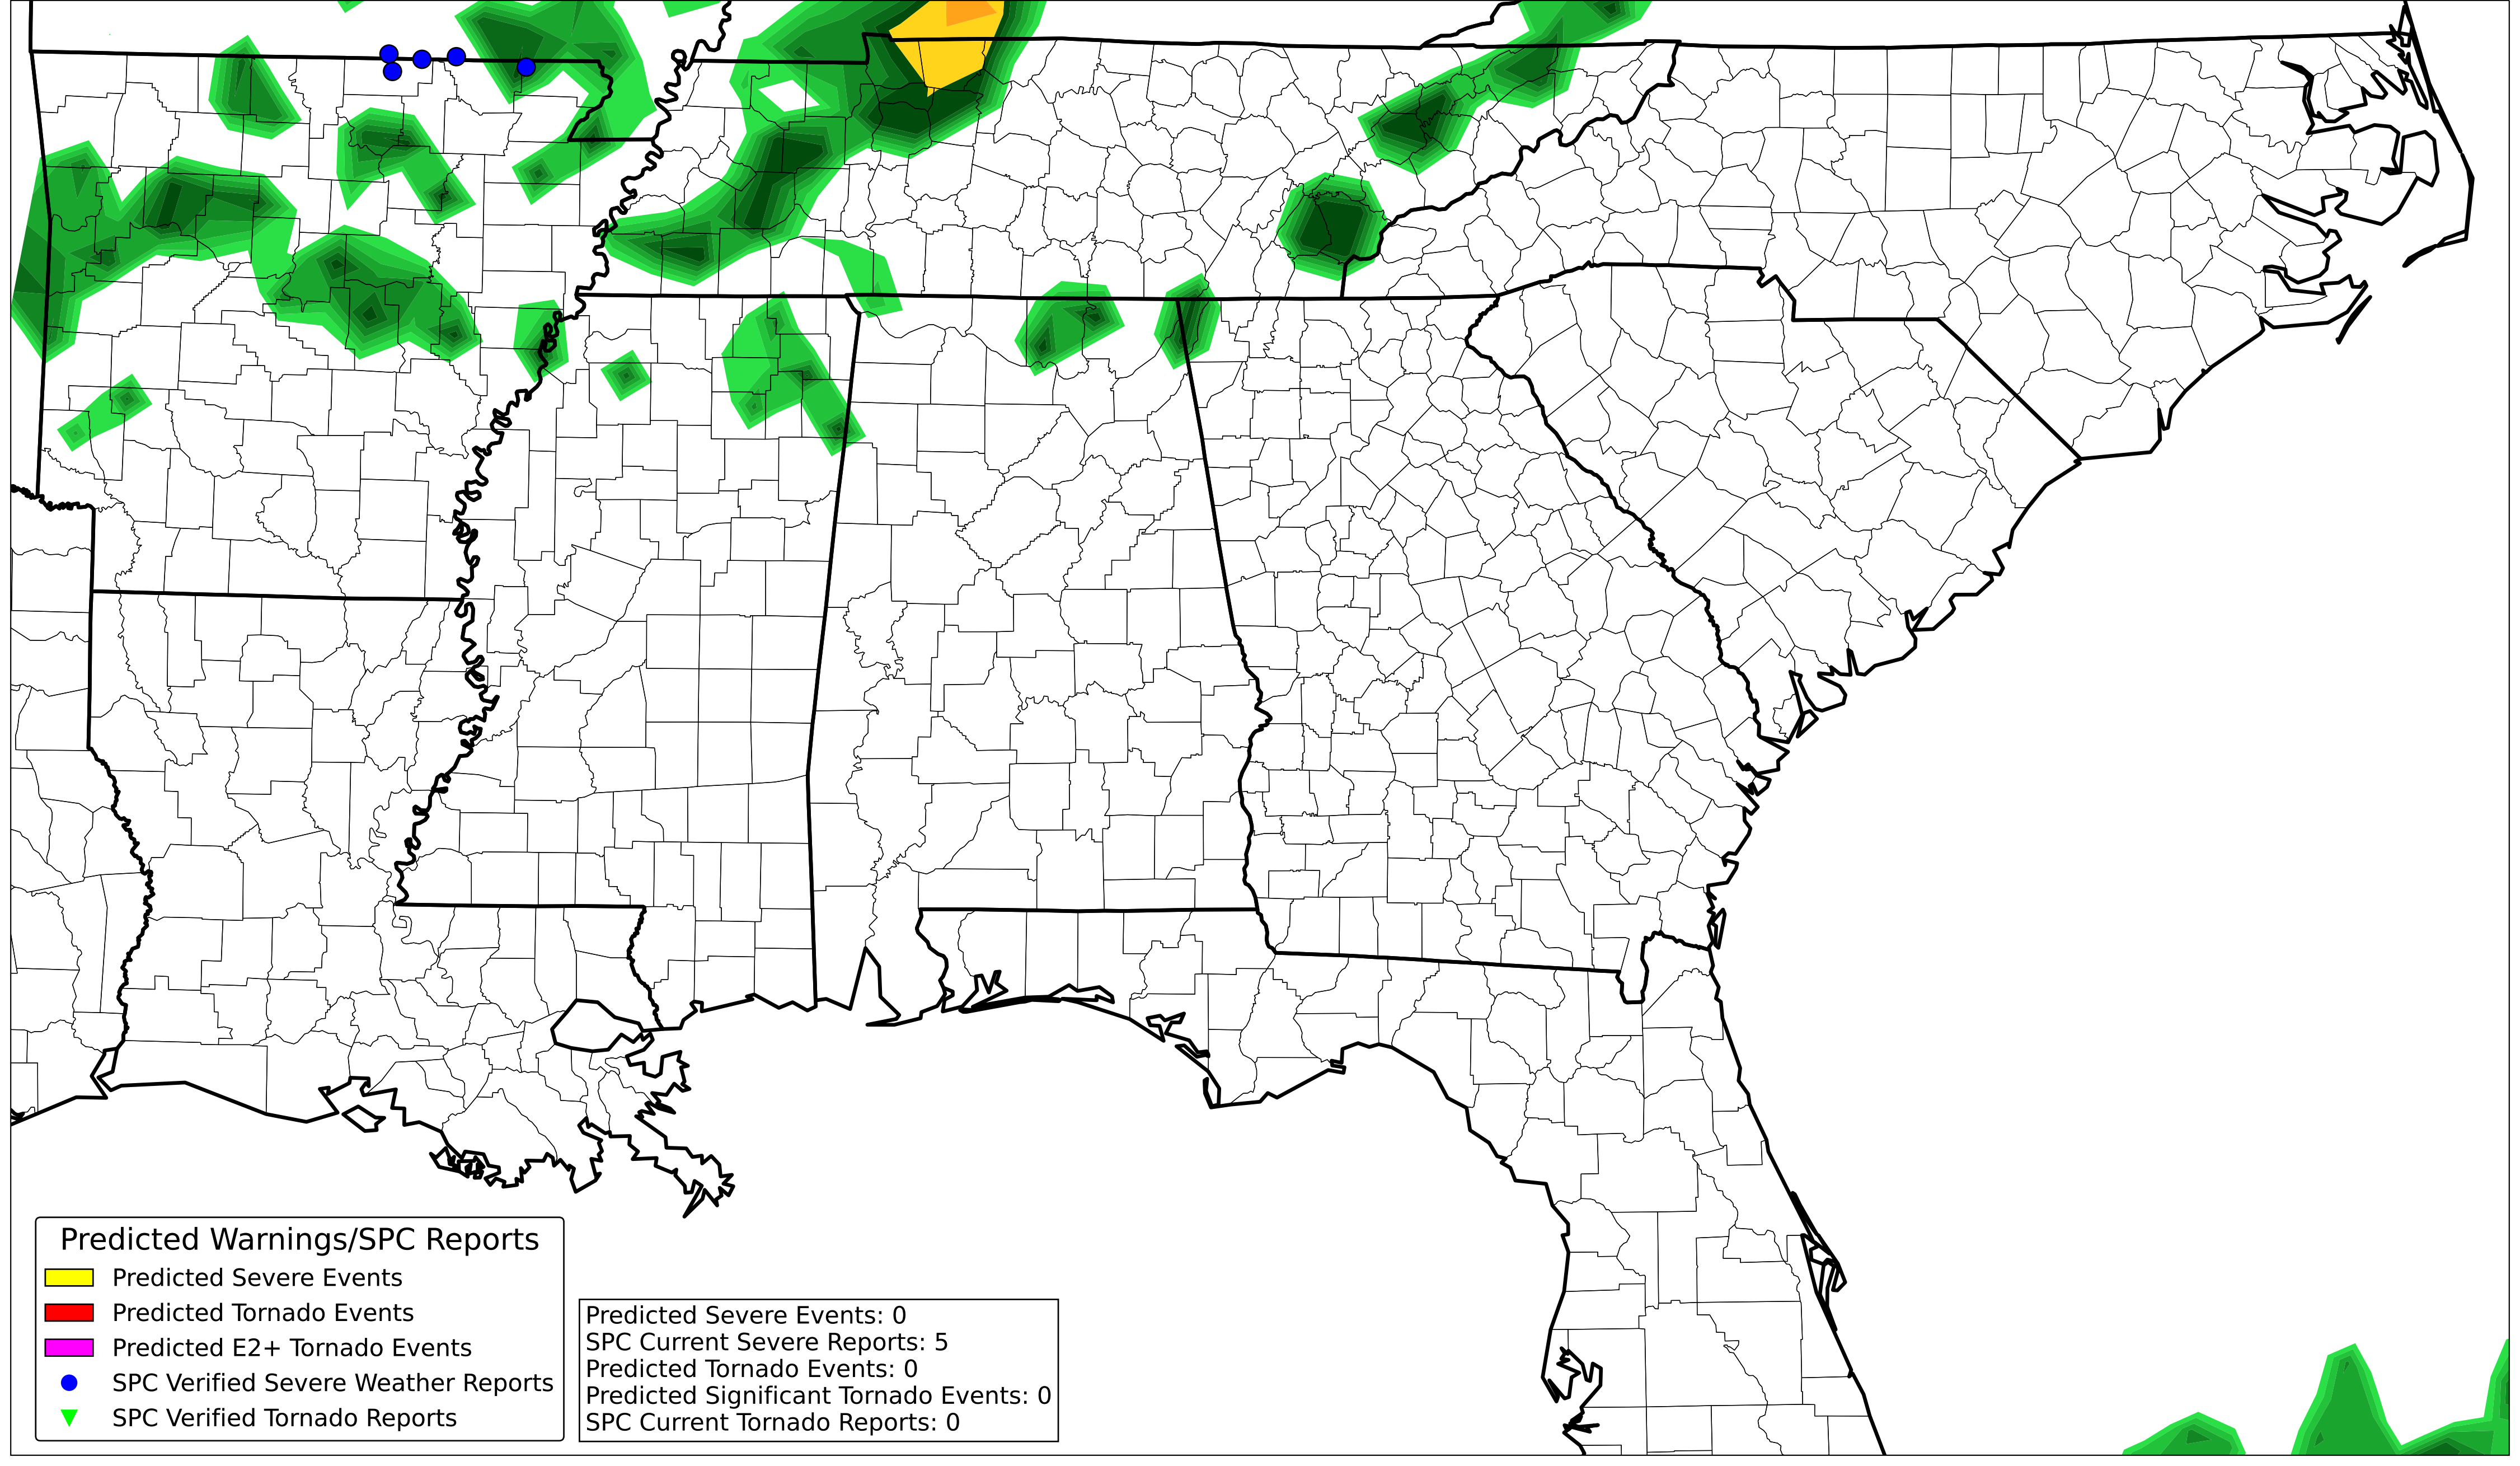 Predicted Warnings/SPC Reports
Predicted Severe Events
Predicted Tornado Events
Predicted E2+ Tornado Events
SPC Verified Severe Weather Reports
SPC Verified Tornado Reports
Predicted Severe Events: 0
SPC Current Severe Reports: 5
Predicted Tornado Events: 0
Predicted Significant Tornado Events: 0
SPC Current Tornado Reports: 0